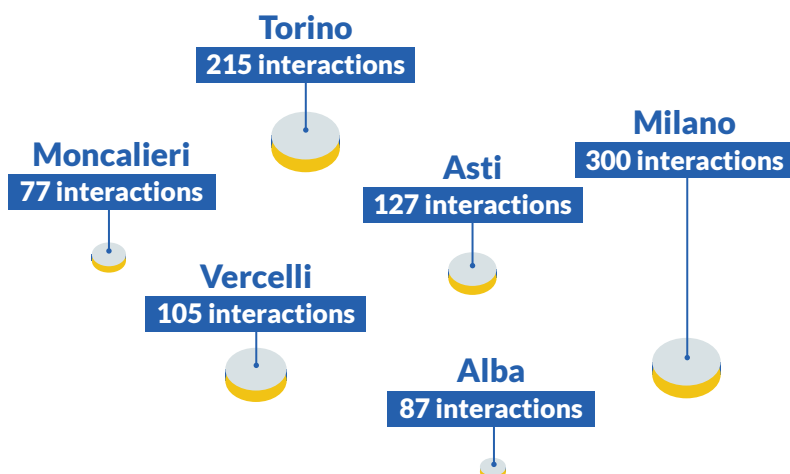 Torino
215 interactions
Milano
300 interactions
Moncalieri
77 interactions
Asti
127 interactions
Vercelli
105 interactions
Alba
87 interactions